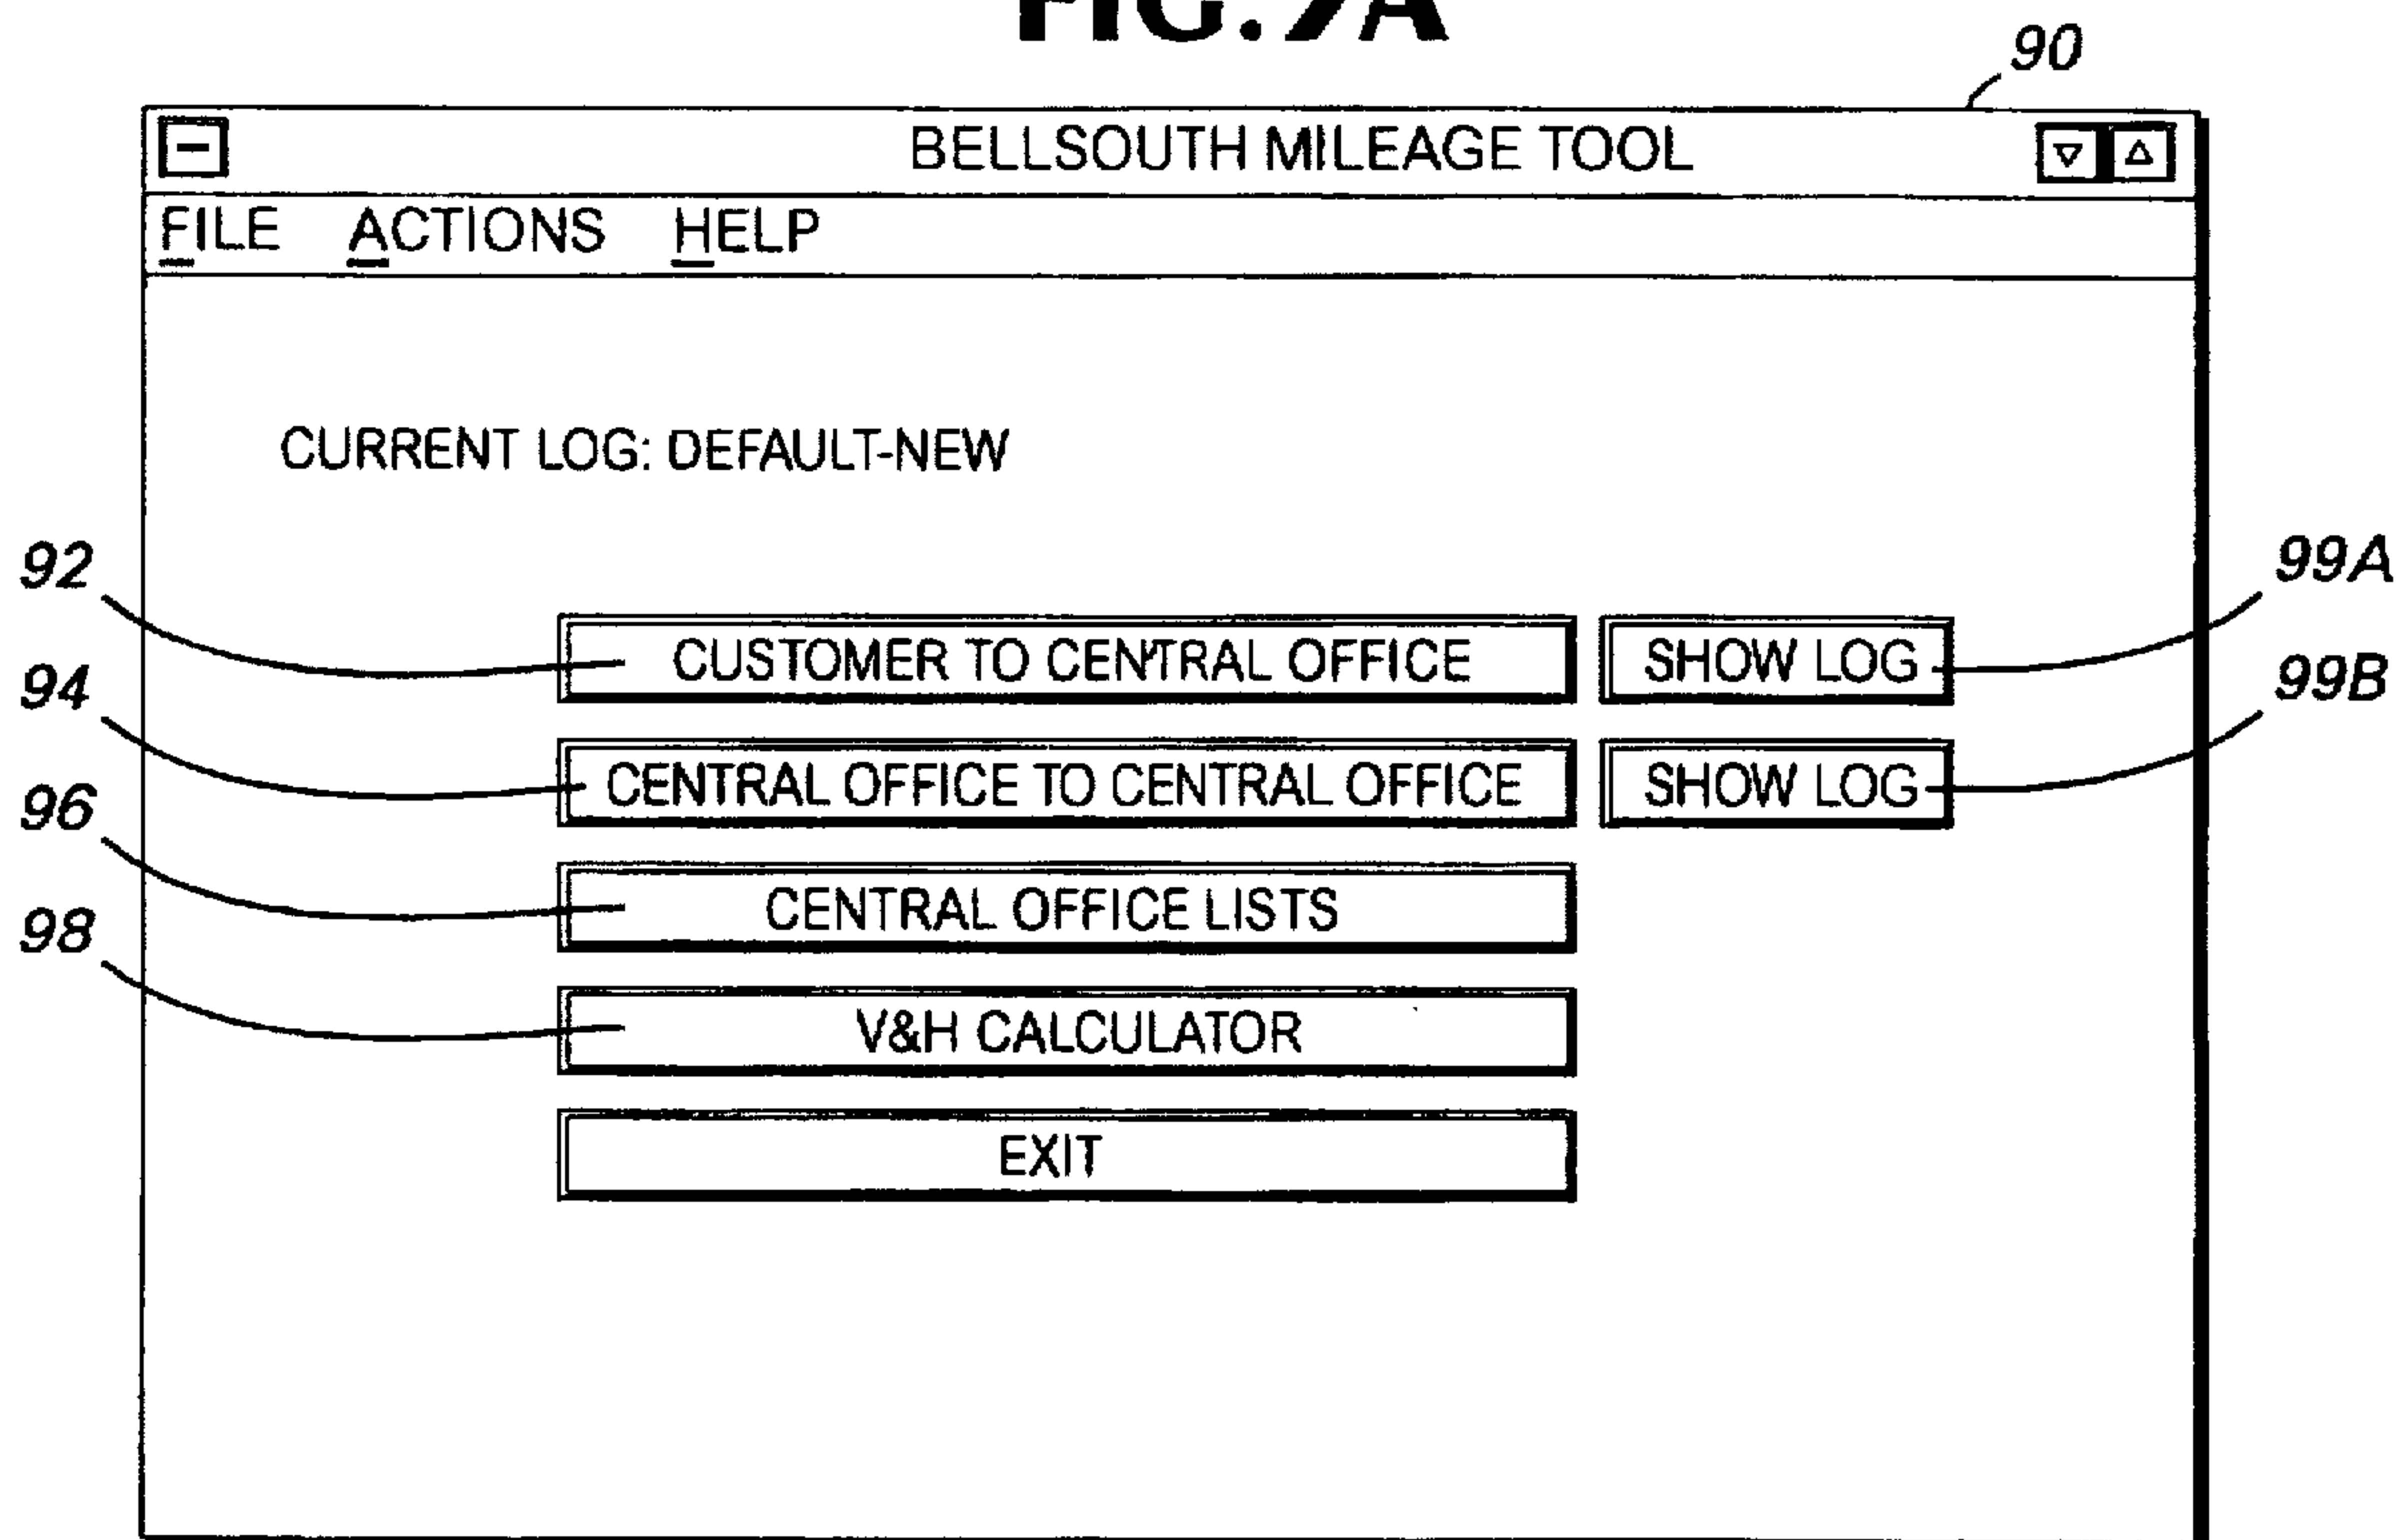 FIG.
90
BELLSOUTH MILEAGE TOOL
FILE ACTIONS HELP
CURRENT LOG: DEFAULT-NEW
92 CUSTOMER TO CENTRAL OFFICE SHOW LOG 99A
94 CENTRAL OFFICE TO CENTRAL OFFICE SHOW LOG 99B
96 CENTRAL OFFICE LISTS
98 V&H CALCULATOR
EXIT